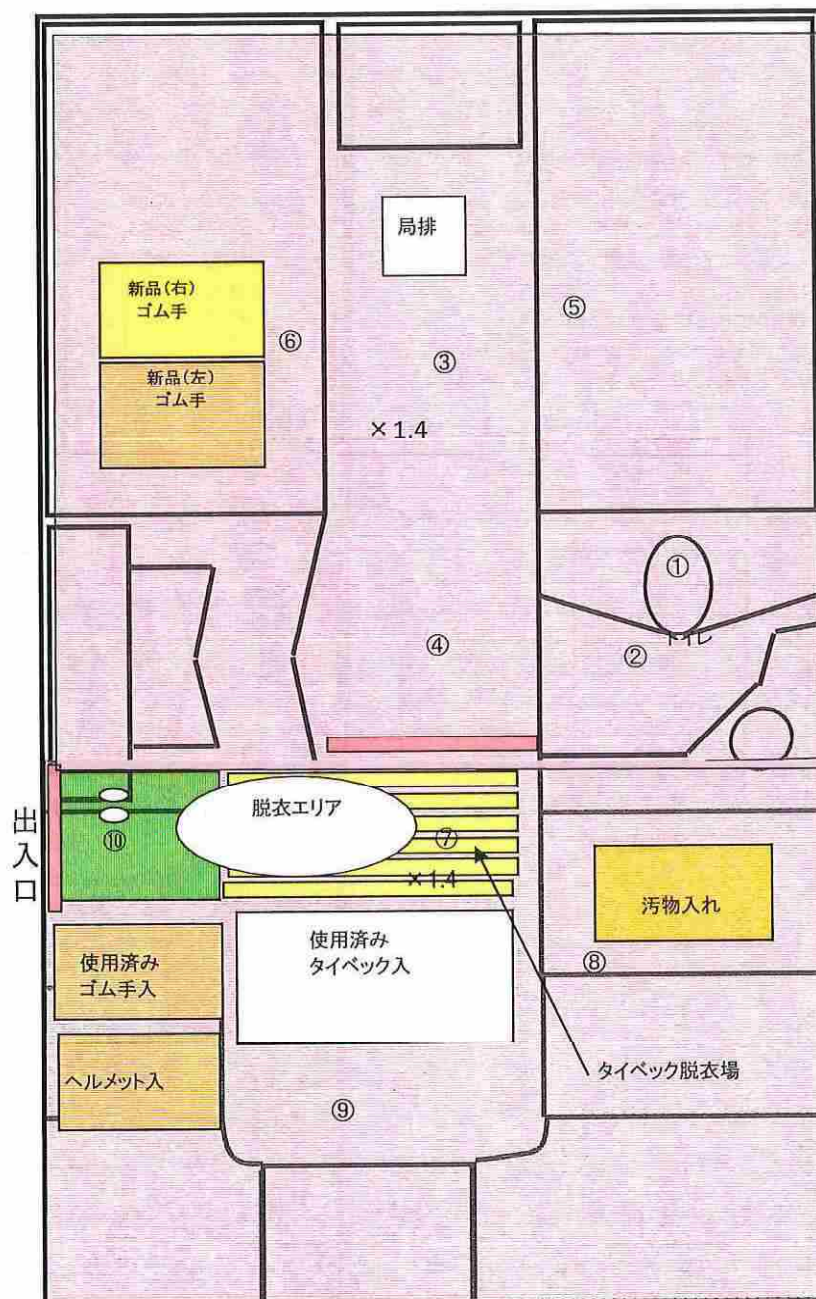 局排
新品(右)
ゴム手
⑥
⑤
③
新品(左)
ゴム手
×1.4
①
④
②
トイレ
出入口
脱衣エリア
⑩
⑦
×1.4
汚物入れ
使用済み
タイベック入
使用済み
ゴム手入
⑧
ヘルメット入
タイベック脱衣場
⑨